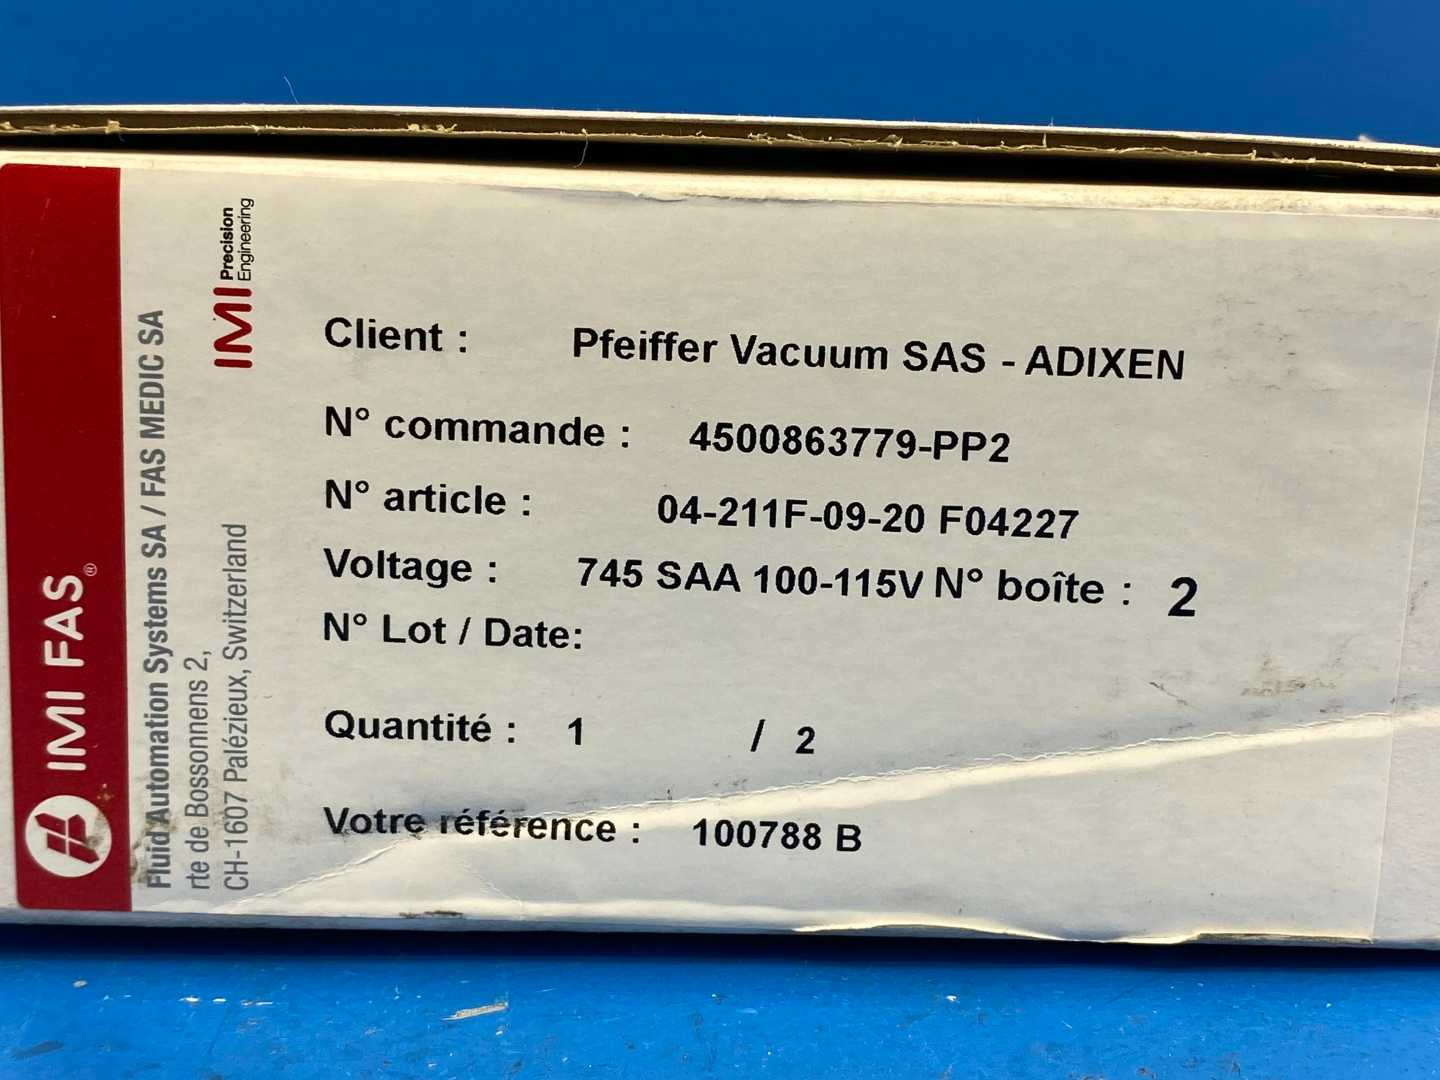 IMI FAS®
Fluid Automation Systems SA / FAS MEDIC SA
rte de Bossonnens 2,
CH-1607 Palézieux, Switzerland
IMI Precision
Engineering
Client : Pfeiffer Vacuum SAS - ADIXEN
N° commande : 4500863779-PP2
N° article : 04-211F-09-20 F04227
Voltage : 745 SAA 100-115V N° boîte : 2
N° Lot / Date:
Quantité : 1 / 2
Votre référence : 100788 B